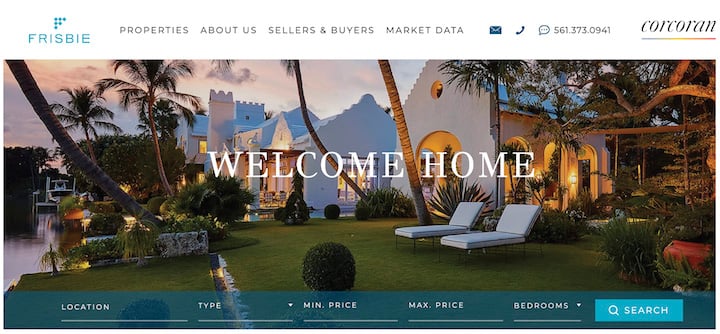 FRISBIE
PROPERTIES ABOUT US SELLERS & BUYERS MARKET DATA 561.373.0941 corcoran
WELCOME HOME
LOCATION TYPE MIN. PRICE MAX. PRICE BEDROOMS SEARCH